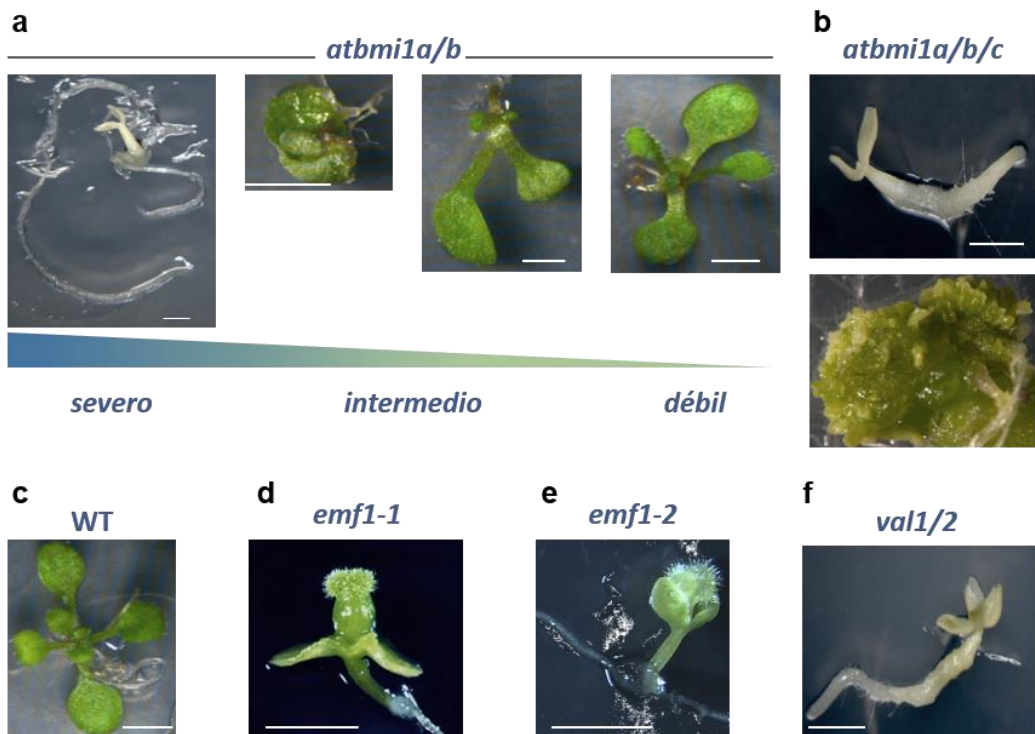 a
atbmi1a/b
b
atbmi1a/b/c
severo
intermedio
débil
c
WT
d
emf1-1
e
emf1-2
f
val1/2